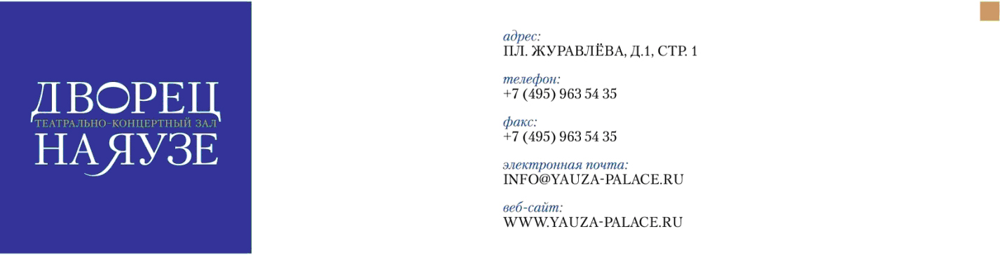 ДВОРЕЦ
ТЕАТРАЛЬНО-КОНЦЕРТНЫЙ ЗАЛ
НА ЯУЗЕ
адрес:
ПЛ. ЖУРАВЛЁВА, Д.1, СТР. 1
телефон:
+7 (495) 963 54 35
факс:
+7 (495) 963 54 35
электронная почта:
INFO@YAUZA-PALACE.RU
веб-сайт:
WWW.YAUZA-PALACE.RU